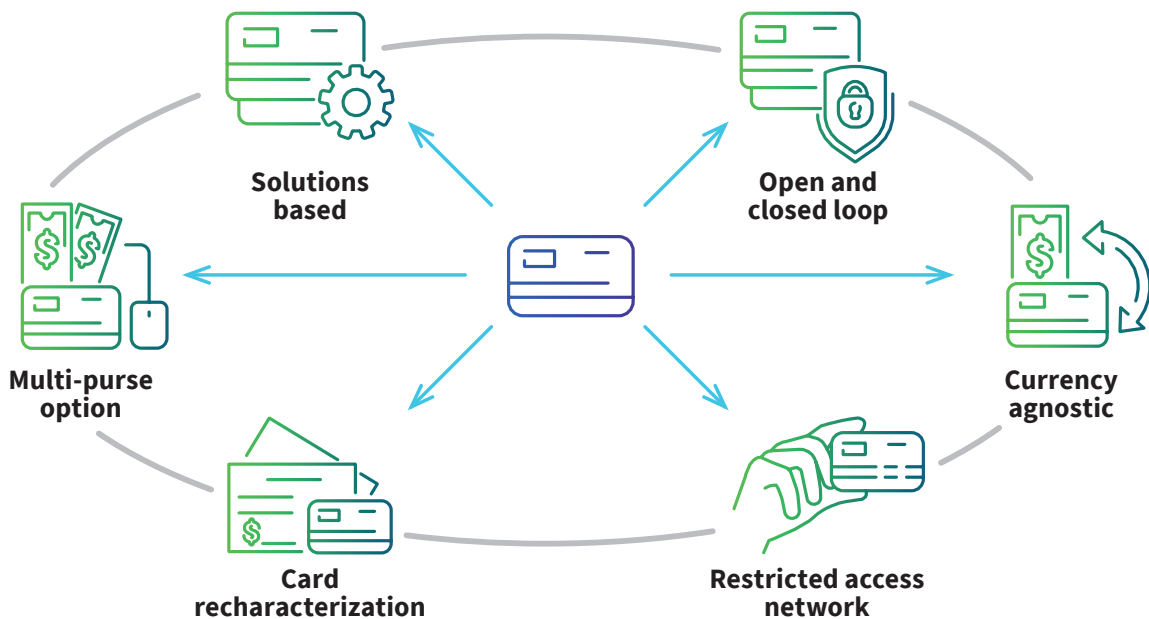 Solutions
based
Open and
closed loop
Multi-purse
option
Currency
agnostic
Card
recharacterization
Restricted access
network